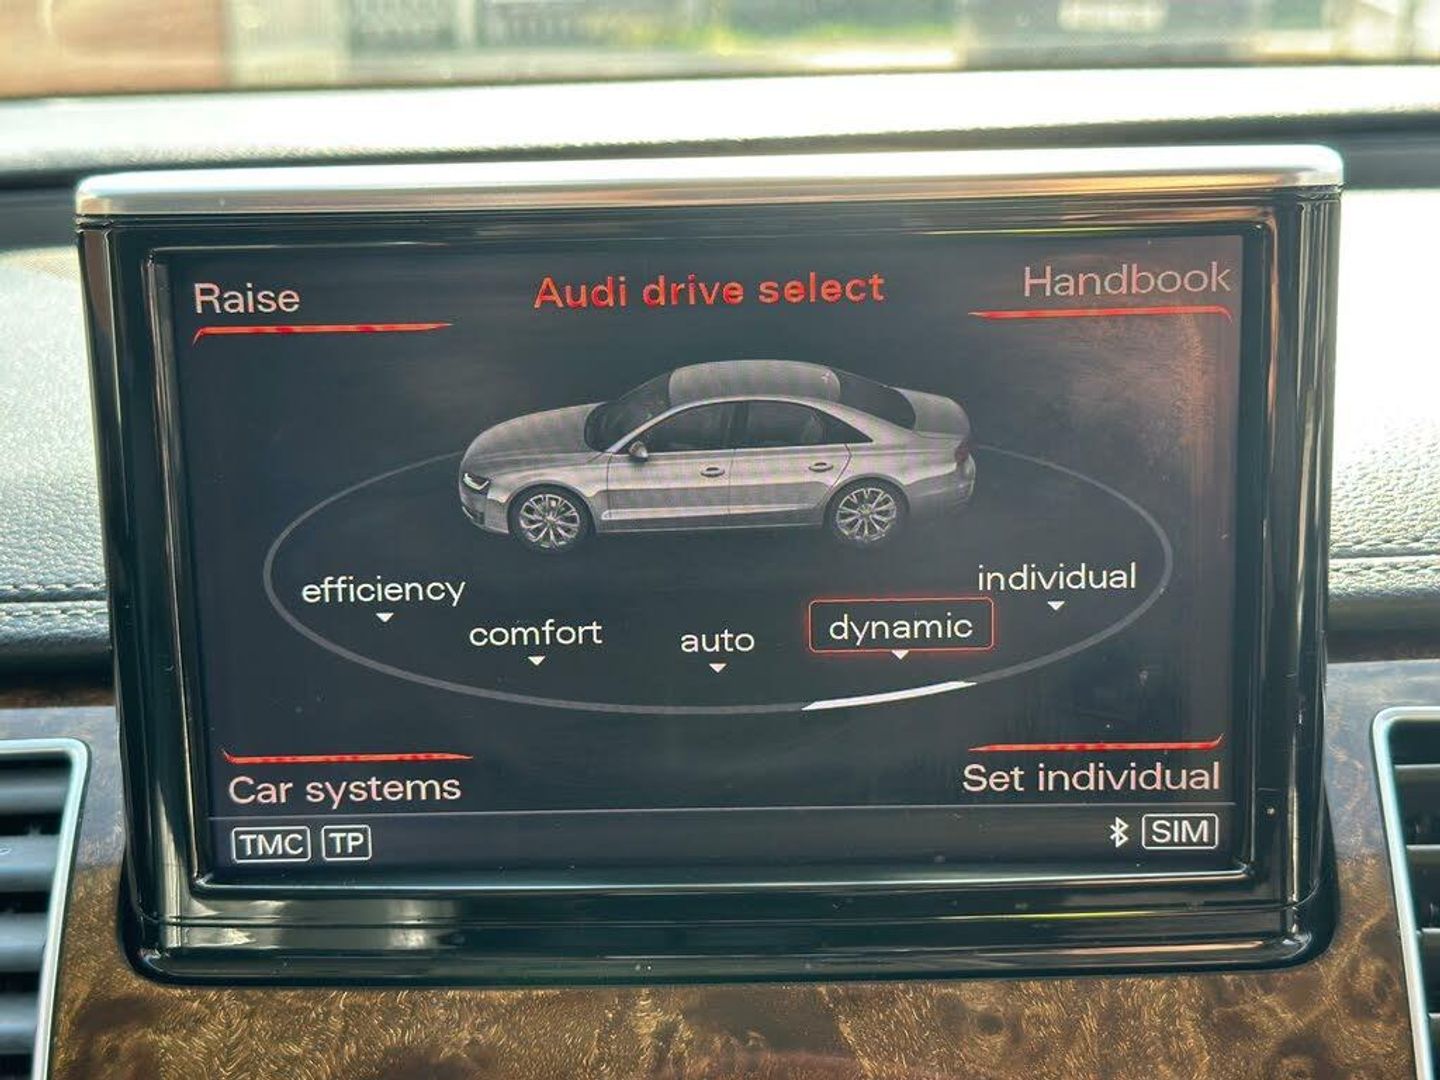 Raise
Audi drive select
Handbook
efficiency
comfort
auto
dynamic
individual
Car systems
Set individual
TMC TP
SIM